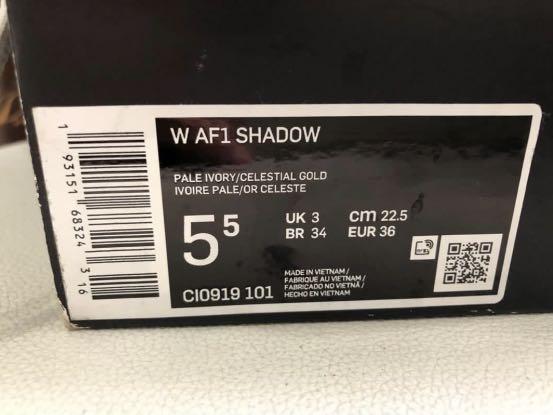 W AF1 SHADOW
PALE IVORY/CELESTIAL GOLD
IVOIRE PALE/OR CELESTE
5⁵
UK 3 cm 22.5
BR 34 EUR 36
MADE IN VIETNAM /
FABRIQUE AU VIETNAM /
FABRICADO NO VIETNÃ /
HECHO EN VIETNAM
CI0919 101
1 93151 68324 3 16